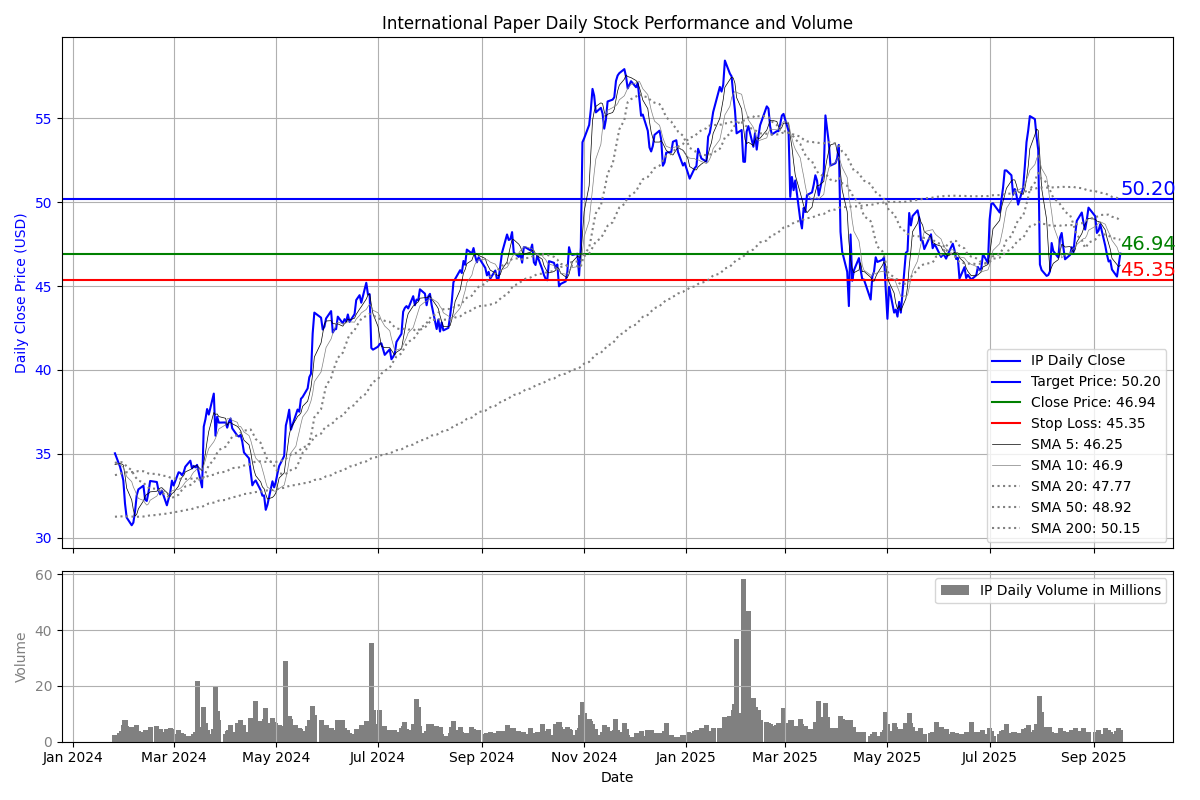 International Paper Daily Stock Performance and Volume
Daily Close Price (USD)
55
50
45
40
35
30
50.20
46.94
45.35
IP Daily Close
Target Price: 50.20
Close Price: 46.94
Stop Loss: 45.35
SMA 5: 46.25
SMA 10: 46.9
SMA 20: 47.77
SMA 50: 48.92
SMA 200: 50.15
Volume
60
40
20
0
IP Daily Volume in Millions
Jan 2024 Mar 2024 May 2024 Jul 2024 Sep 2024 Nov 2024 Jan 2025 Mar 2025 May 2025 Jul 2025 Sep 2025
Date